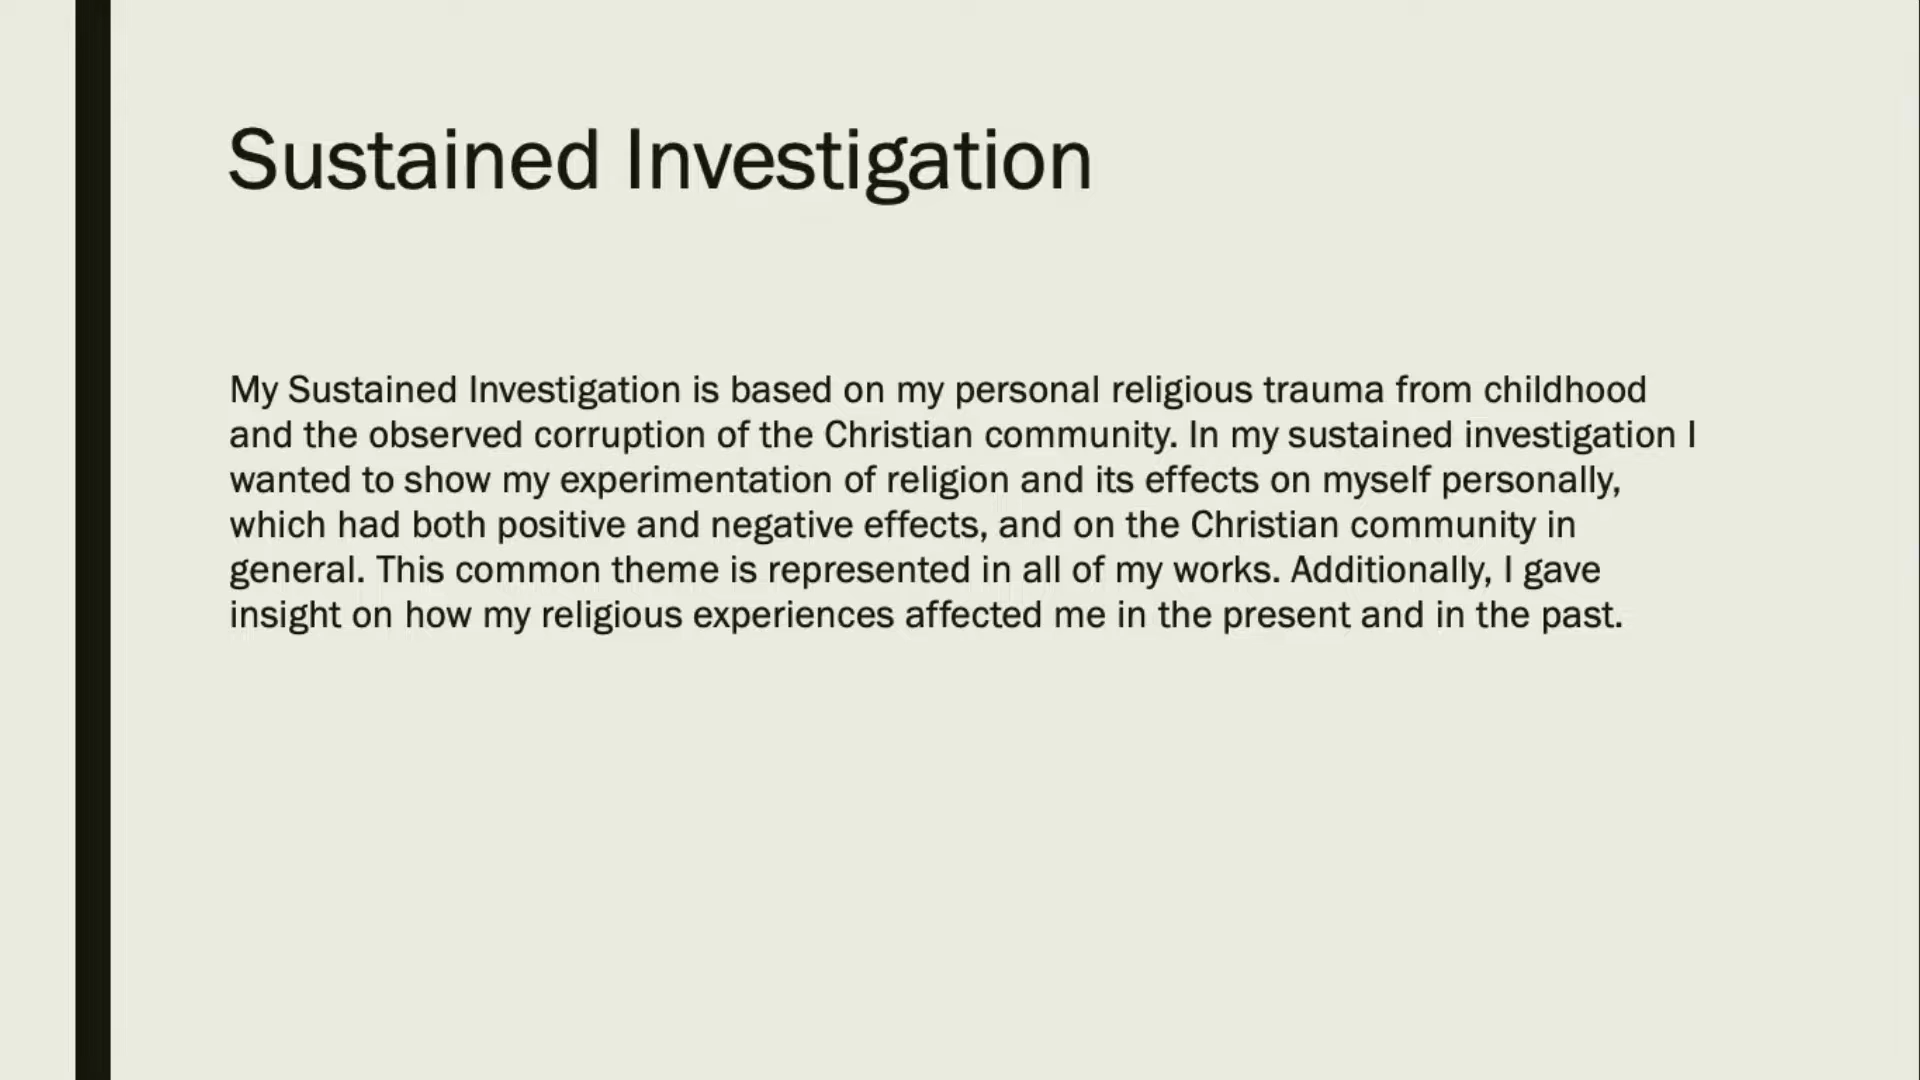 Sustained Investigation
My Sustained Investigation is based on my personal religious trauma from childhood
and the observed corruption of the Christian community. In my sustained investigation I
wanted to show my experimentation of religion and its effects on myself personally,
which had both positive and negative effects, and on the Christian community in
general. This common theme is represented in all of my works. Additionally, I gave
insight on how my religious experiences affected me in the present and in the past.